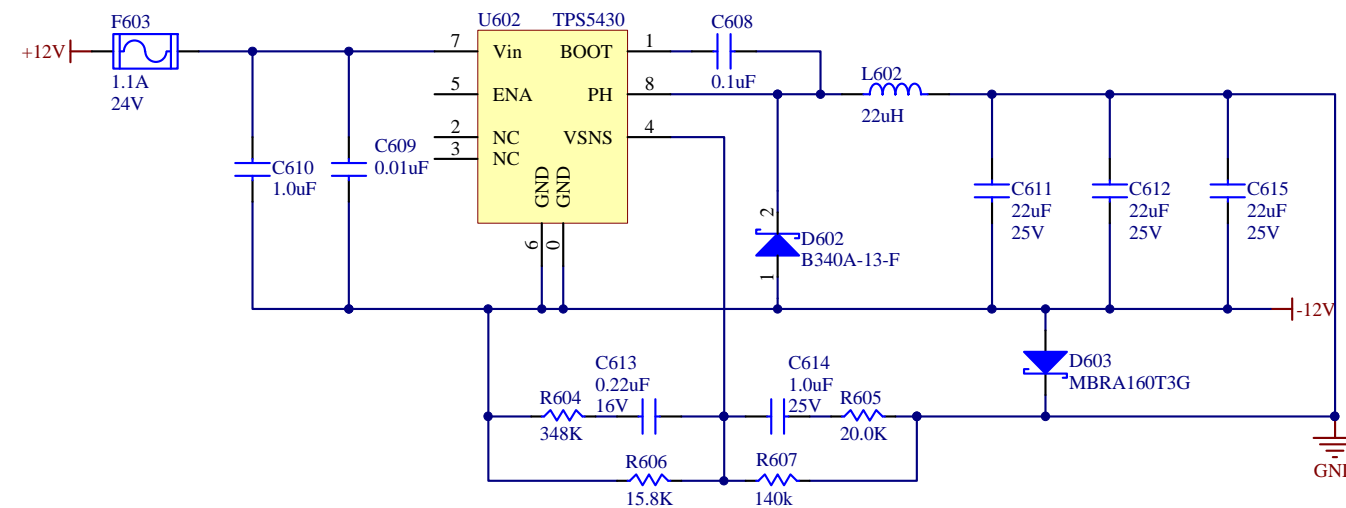 F603
+12V
1.1A
24V
U602 TPS5430
7 Vin
5 ENA
2 NC
3 NC
BOOT 1
PH 8
VSNS 4
GND
GND
6
0
C608
0.1uF
L602
22uH
C610
1.0uF
C609
0.01uF
2
D602
B340A-13-F
1
C611
22uF
25V
C612
22uF
25V
C615
22uF
25V
-12V
D603
MBRA160T3G
C613
0.22uF
16V
R604
348K
C614
1.0uF
25V
R605
20.0K
R606
15.8K
R607
140k
GND